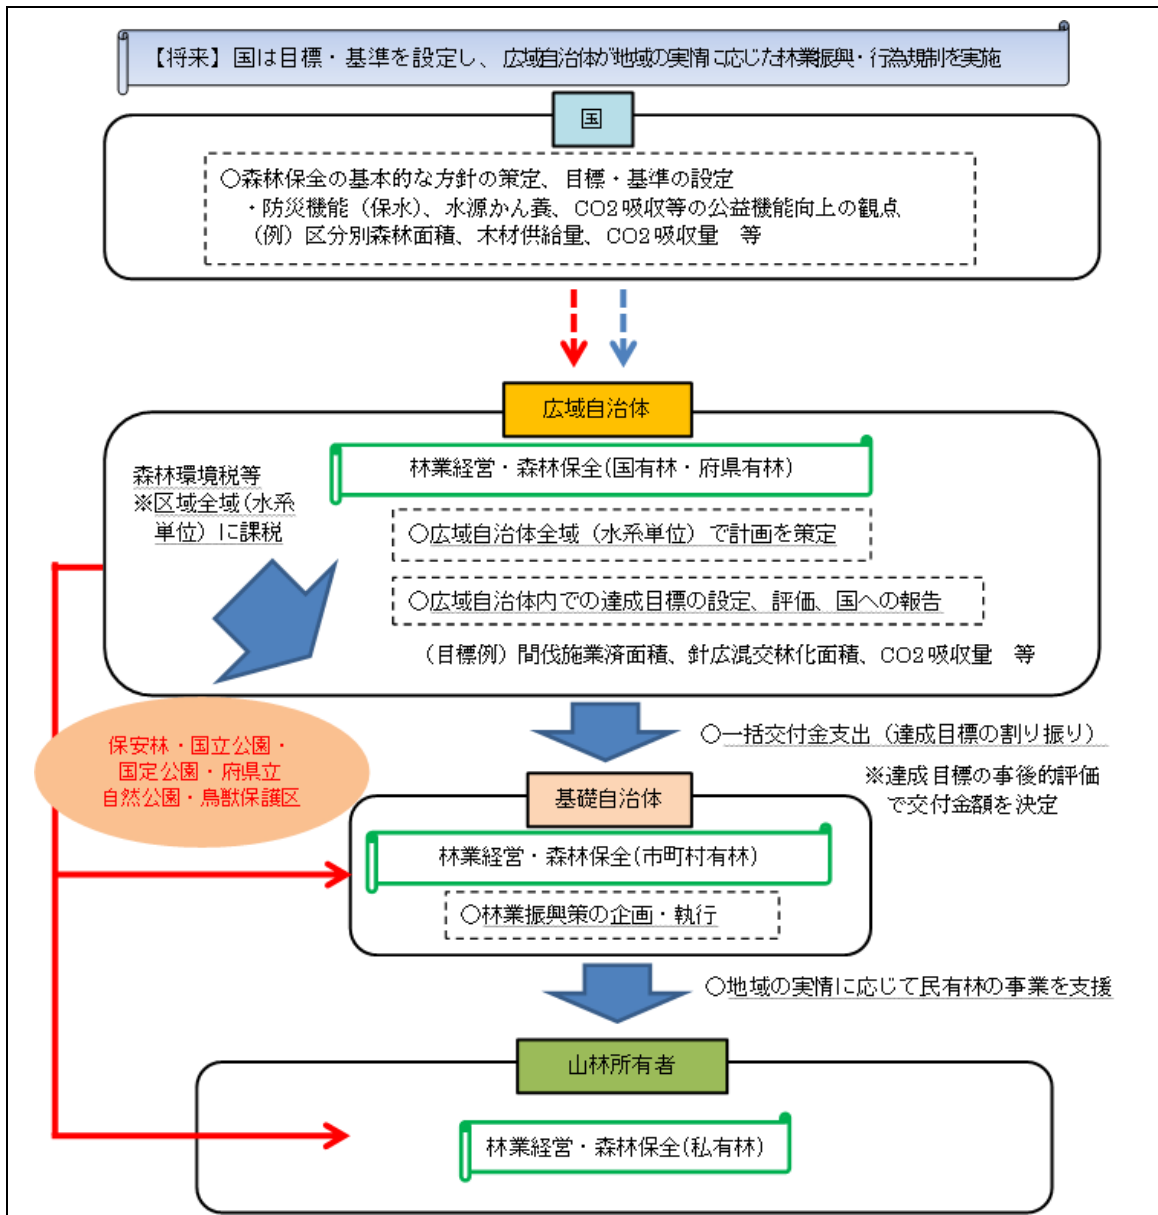 【将来】国は目標・基準を設定し、広域自治体が地域の実情に応じた林業振興・行為規制を実施
国
○森林保全の基本的な方針の策定、目標・基準の設定
・防災機能（保水）、水源かん養、CO2吸収等の公益機能向上の観点
（例）区分別森林面積、木材供給量、CO2吸収量　等
広域自治体
林業経営・森林保全(国有林・府県有林)
森林環境税等
※区域全域(水系
単位)に課税
○広域自治体全域（水系単位）で計画を策定
○広域自治体内での達成目標の設定、評価、国への報告
（目標例）間伐施業済面積、針広混交林化面積、CO2吸収量　等
保安林・国立公園・
国定公園・府県立
自然公園・鳥獣保護区
○一括交付金支出（達成目標の割り振り）
※達成目標の事後的評価
で交付金額を決定
基礎自治体
林業経営・森林保全(市町村有林)
○林業振興策の企画・執行
○地域の実情に応じて民有林の事業を支援
山林所有者
林業経営・森林保全(私有林)